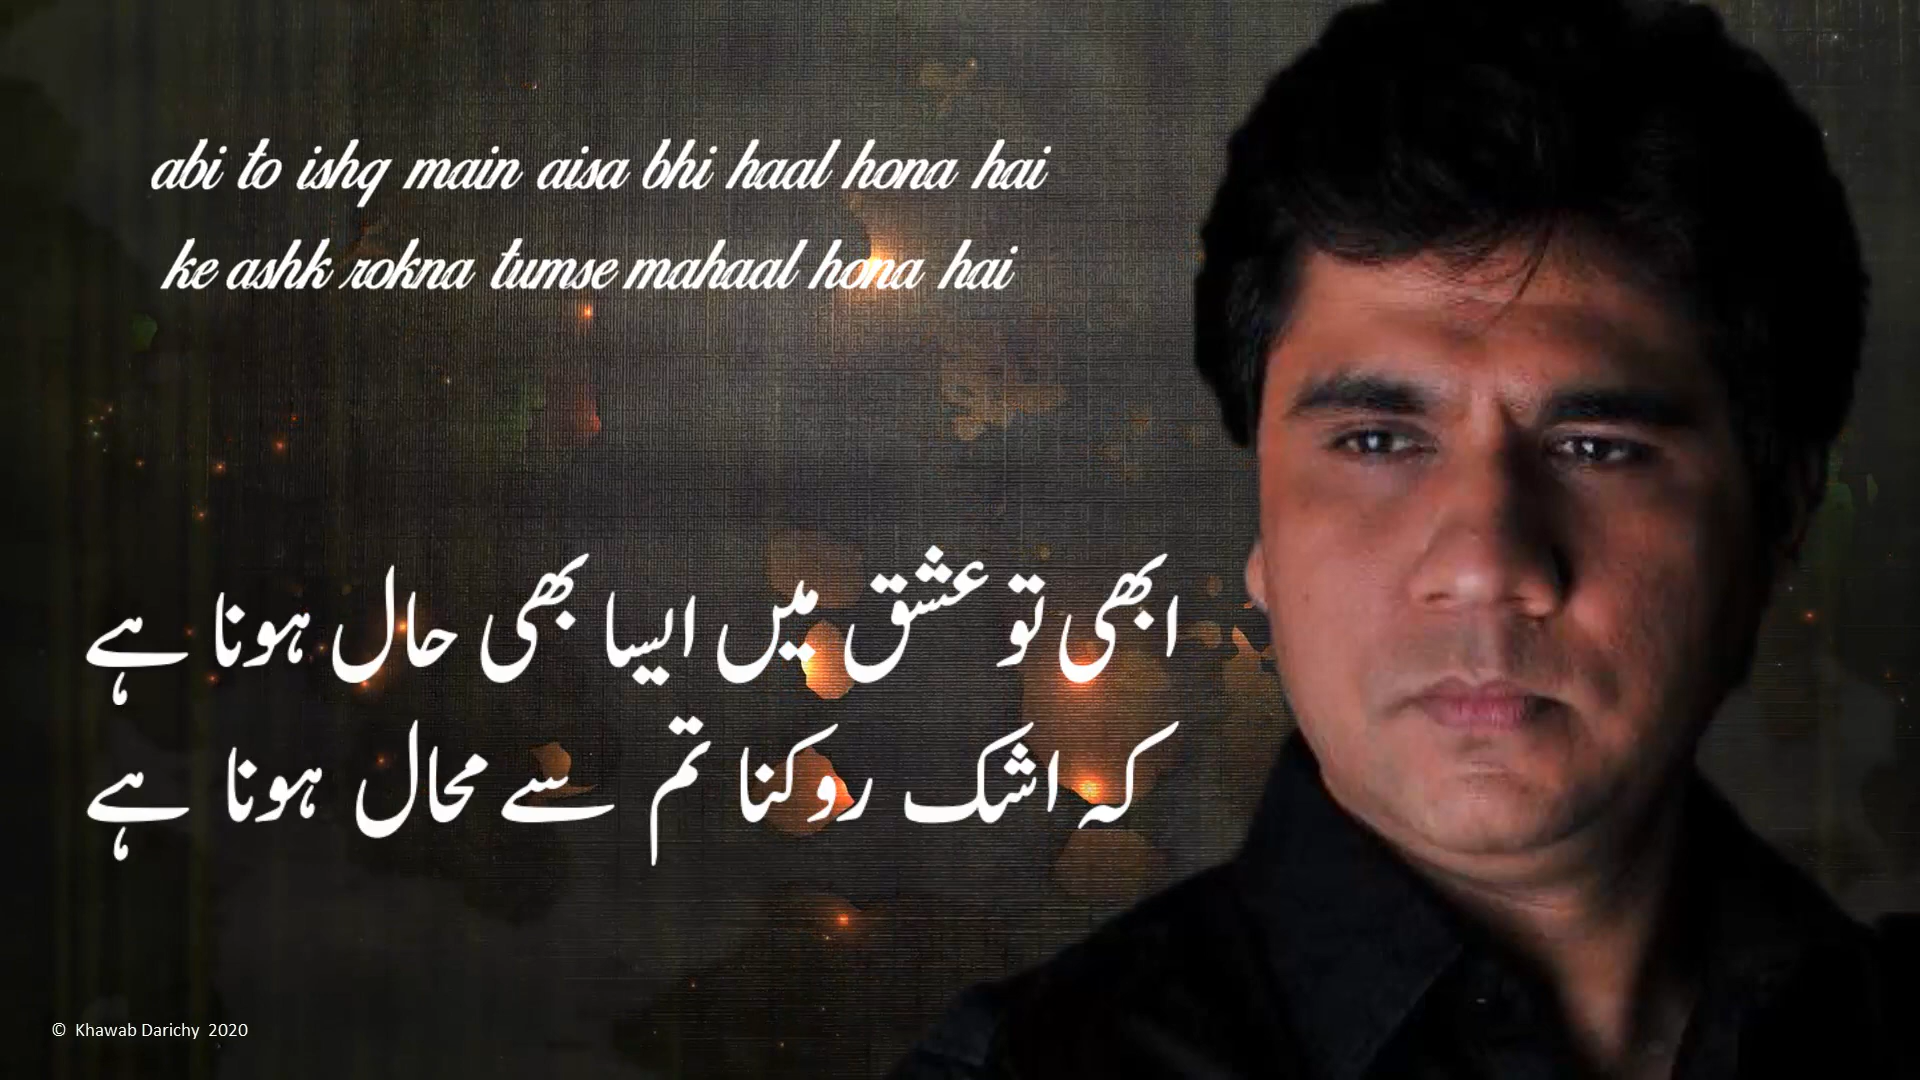 abi to ishq main aisa bhi haal hona hai
ke ashk rokna tumse mahaal hona hai
ابھی تو عشق میں ایسا بھی حال ہونا ہے
کہ اشک روکنا تم سے محال ہونا ہے
© Khawab Darichy 2020